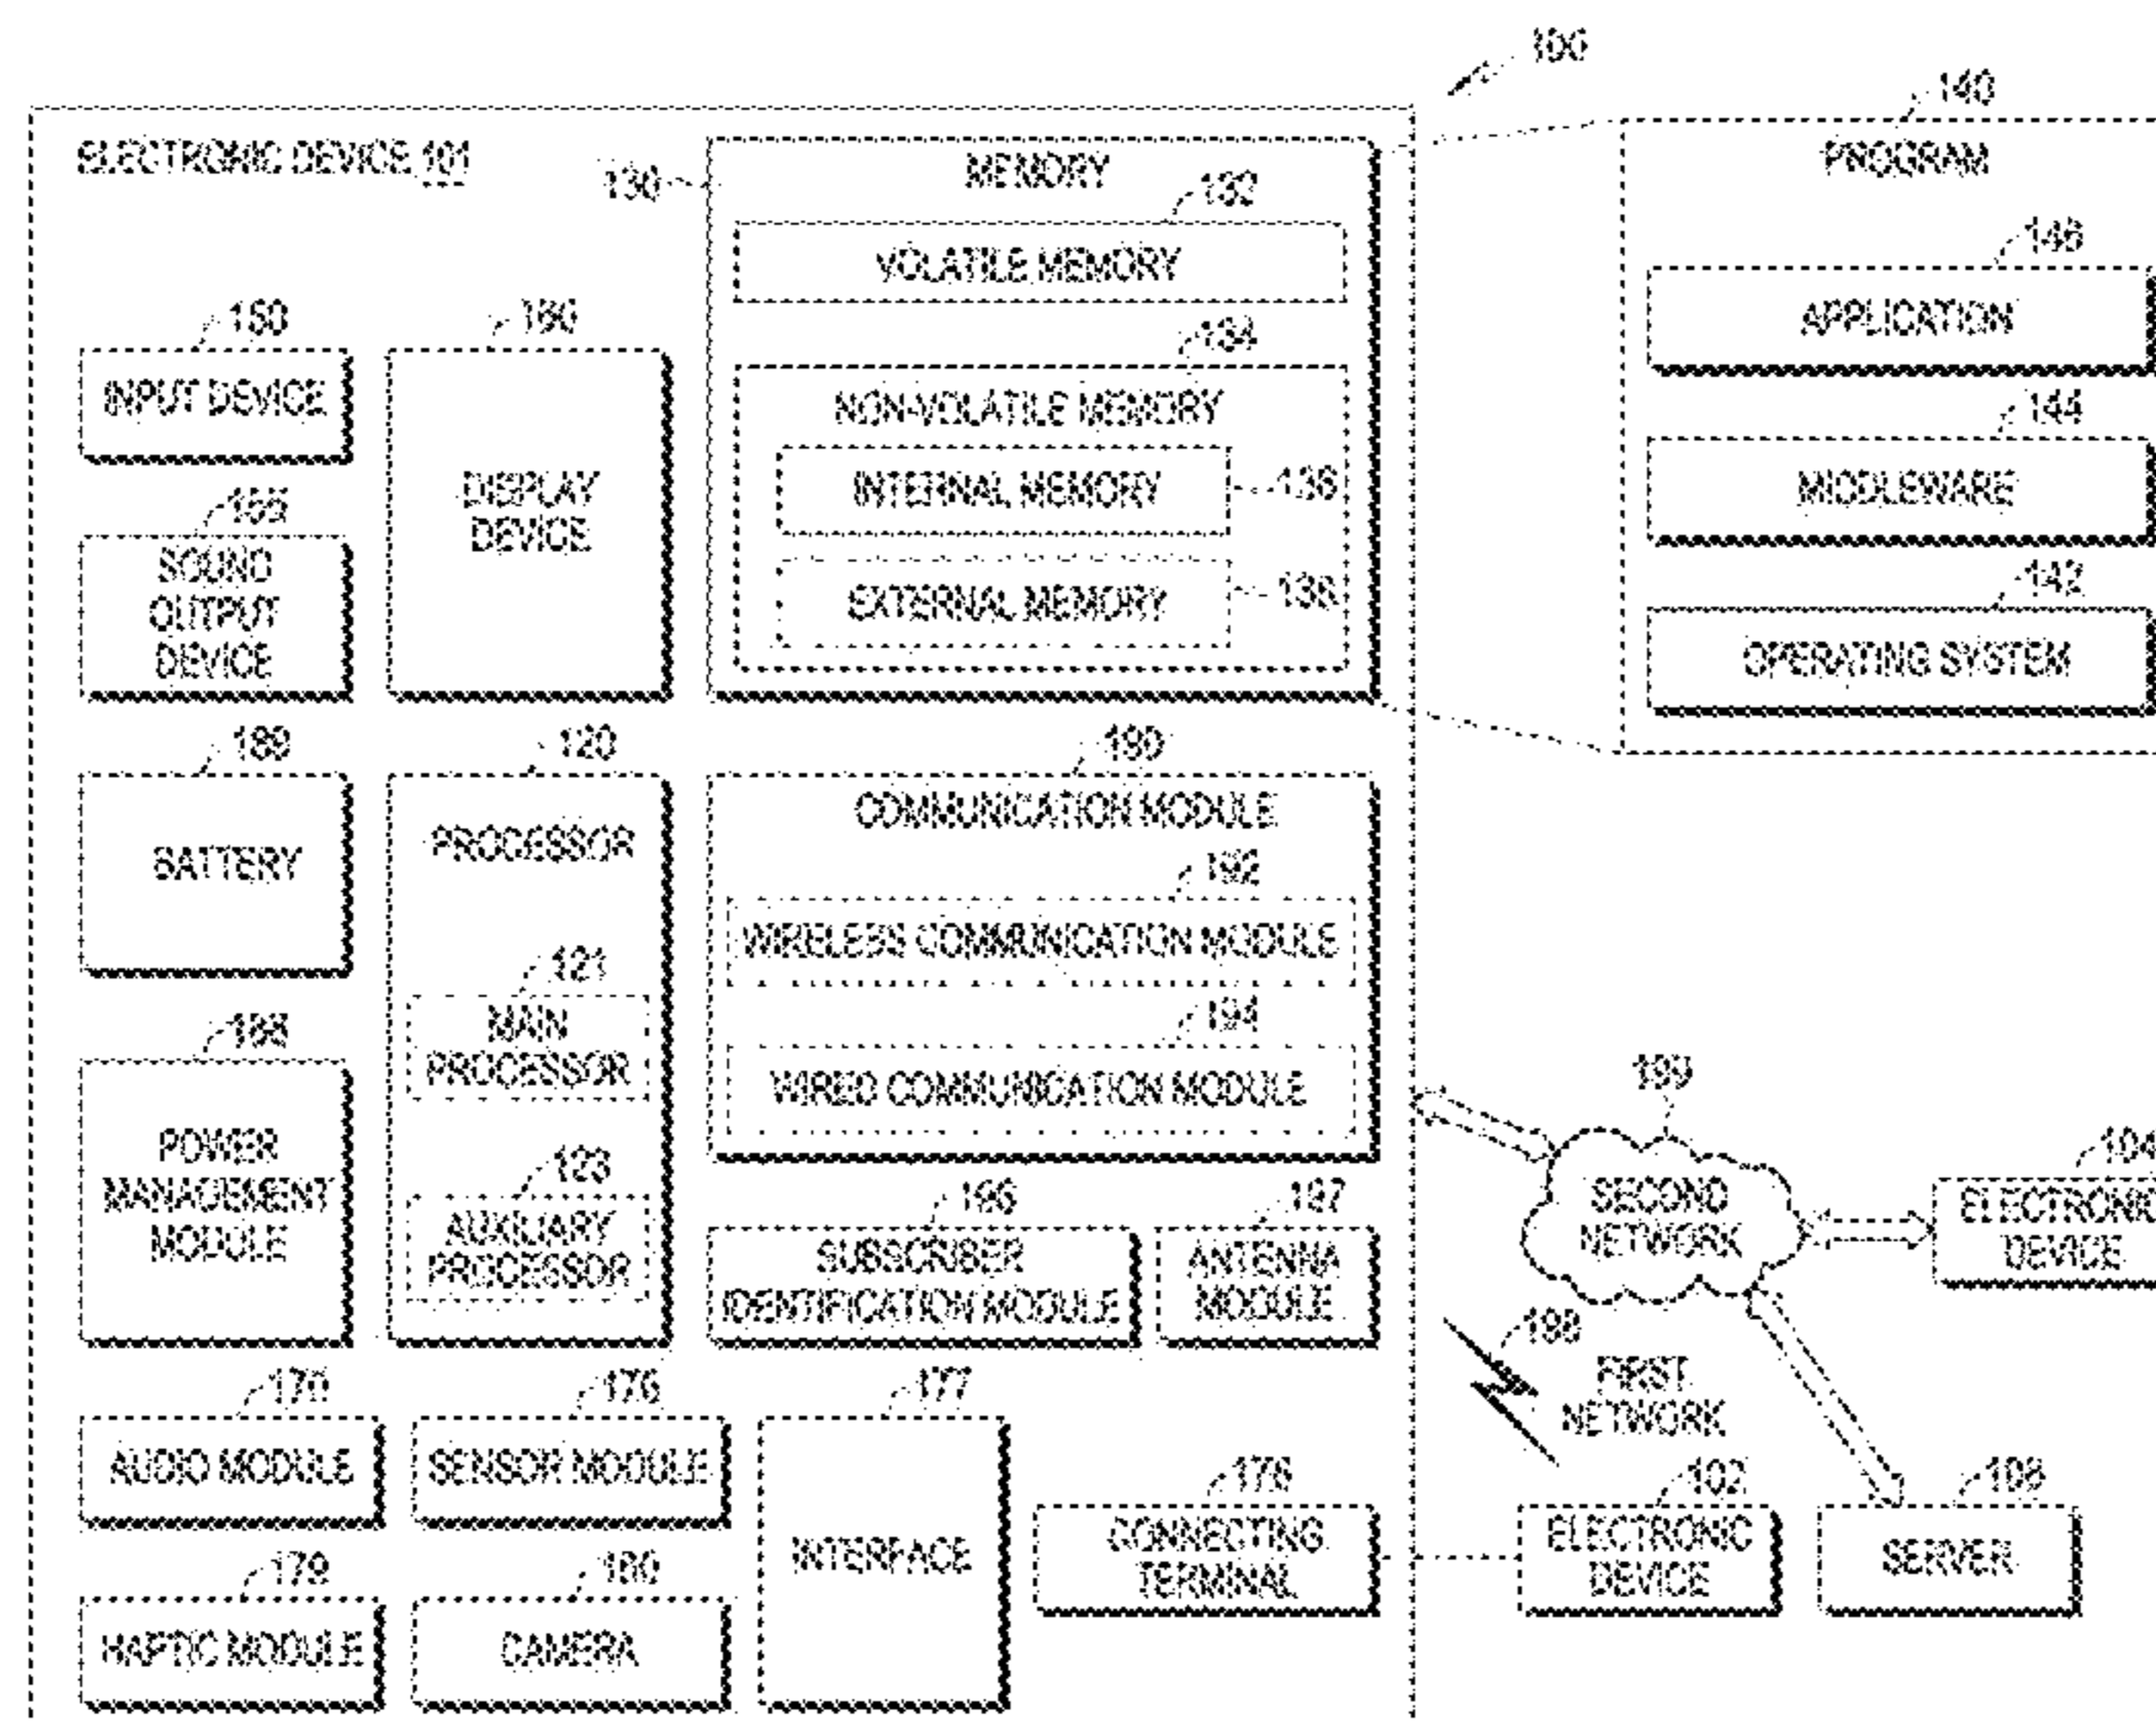 100
140
ELECTRONIC DEVICE 101
130
MEMORY
132
VOLATILE MEMORY
134
NON-VOLATILE MEMORY
INTERNAL MEMORY
136
EXTERNAL MEMORY
138
PROGRAM
146
APPLICATION
144
MIDDLEWARE
142
OPERATING SYSTEM
150
INPUT DEVICE
160
DISPLAY
DEVICE
155
SOUND
OUTPUT
DEVICE
189
BATTERY
120
PROCESSOR
121
MAIN
PROCESSOR
123
AUXILIARY
PROCESSOR
190
COMMUNICATION MODULE
192
WIRELESS COMMUNICATION MODULE
194
WIRED COMMUNICATION MODULE
188
POWER
MANAGEMENT
MODULE
196
SUBSCRIBER
IDENTIFICATION MODULE
197
ANTENNA
MODULE
199
SECOND
NETWORK
104
ELECTRONIC
DEVICE
198
FIRST
NETWORK
170
AUDIO MODULE
176
SENSOR MODULE
177
INTERFACE
178
CONNECTING
TERMINAL
102
ELECTRONIC
DEVICE
108
SERVER
179
HAPTIC MODULE
180
CAMERA